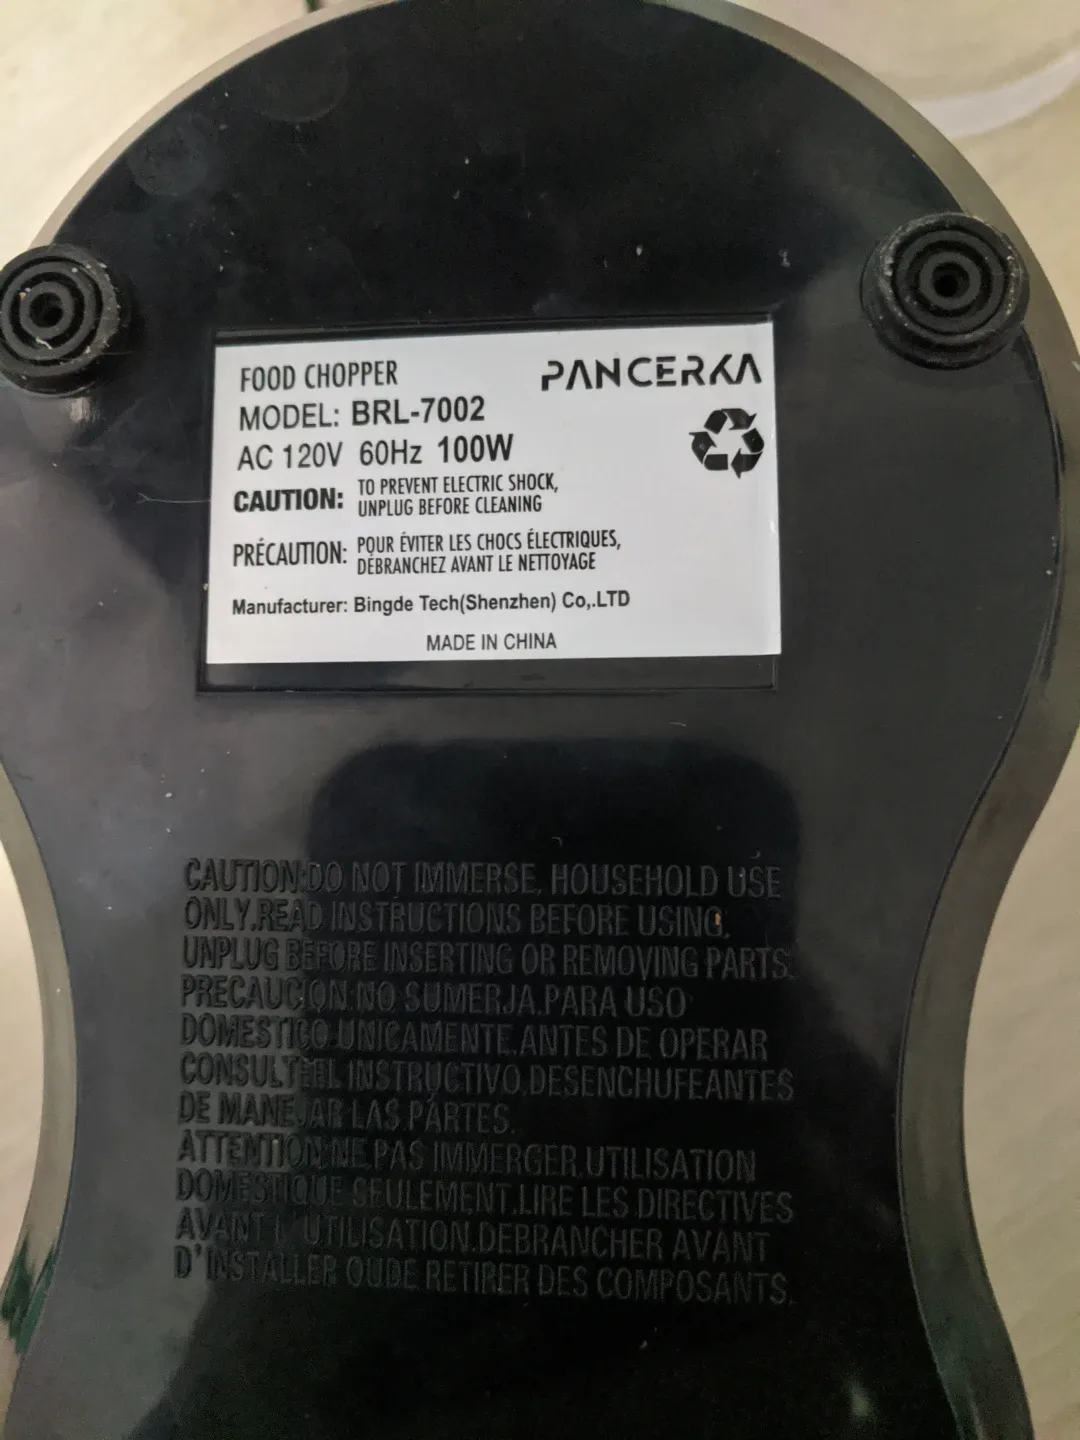 FOOD CHOPPER
PANCERKA
MODEL: BRL-7002
AC 120V 60Hz 100W
CAUTION: TO PREVENT ELECTRIC SHOCK,
UNPLUG BEFORE CLEANING
PRÉCAUTION: POUR ÉVITER LES CHOCS ÉLECTRIQUES,
DÉBRANCHEZ AVANT LE NETTOYAGE
Manufacturer: Bingde Tech(Shenzhen) Co,.LTD
MADE IN CHINA
CAUTION:DO NOT IMMERSE, HOUSEHOLD USE
ONLY.READ INSTRUCTIONS BEFORE USING.
UNPLUG BEFORE INSERTING OR REMOVING PARTS.
PRECAUCION:NO SUMERJA.PARA USO
DOMESTICO UNICAMENTE.ANTES DE OPERAR
CONSULTEEL INSTRUCTIVO.DESENCHUFEANTES
DE MANEJAR LAS PARTES.
ATTENTION:NE PAS IMMERGER.UTILISATION
DOMESTIQUE SEULEMENT.LIRE LES DIRECTIVES
AVANT L'UTILISATION.DEBRANCHER AVANT
D'INSTALLER OUDE RETIRER DES COMPOSANTS.